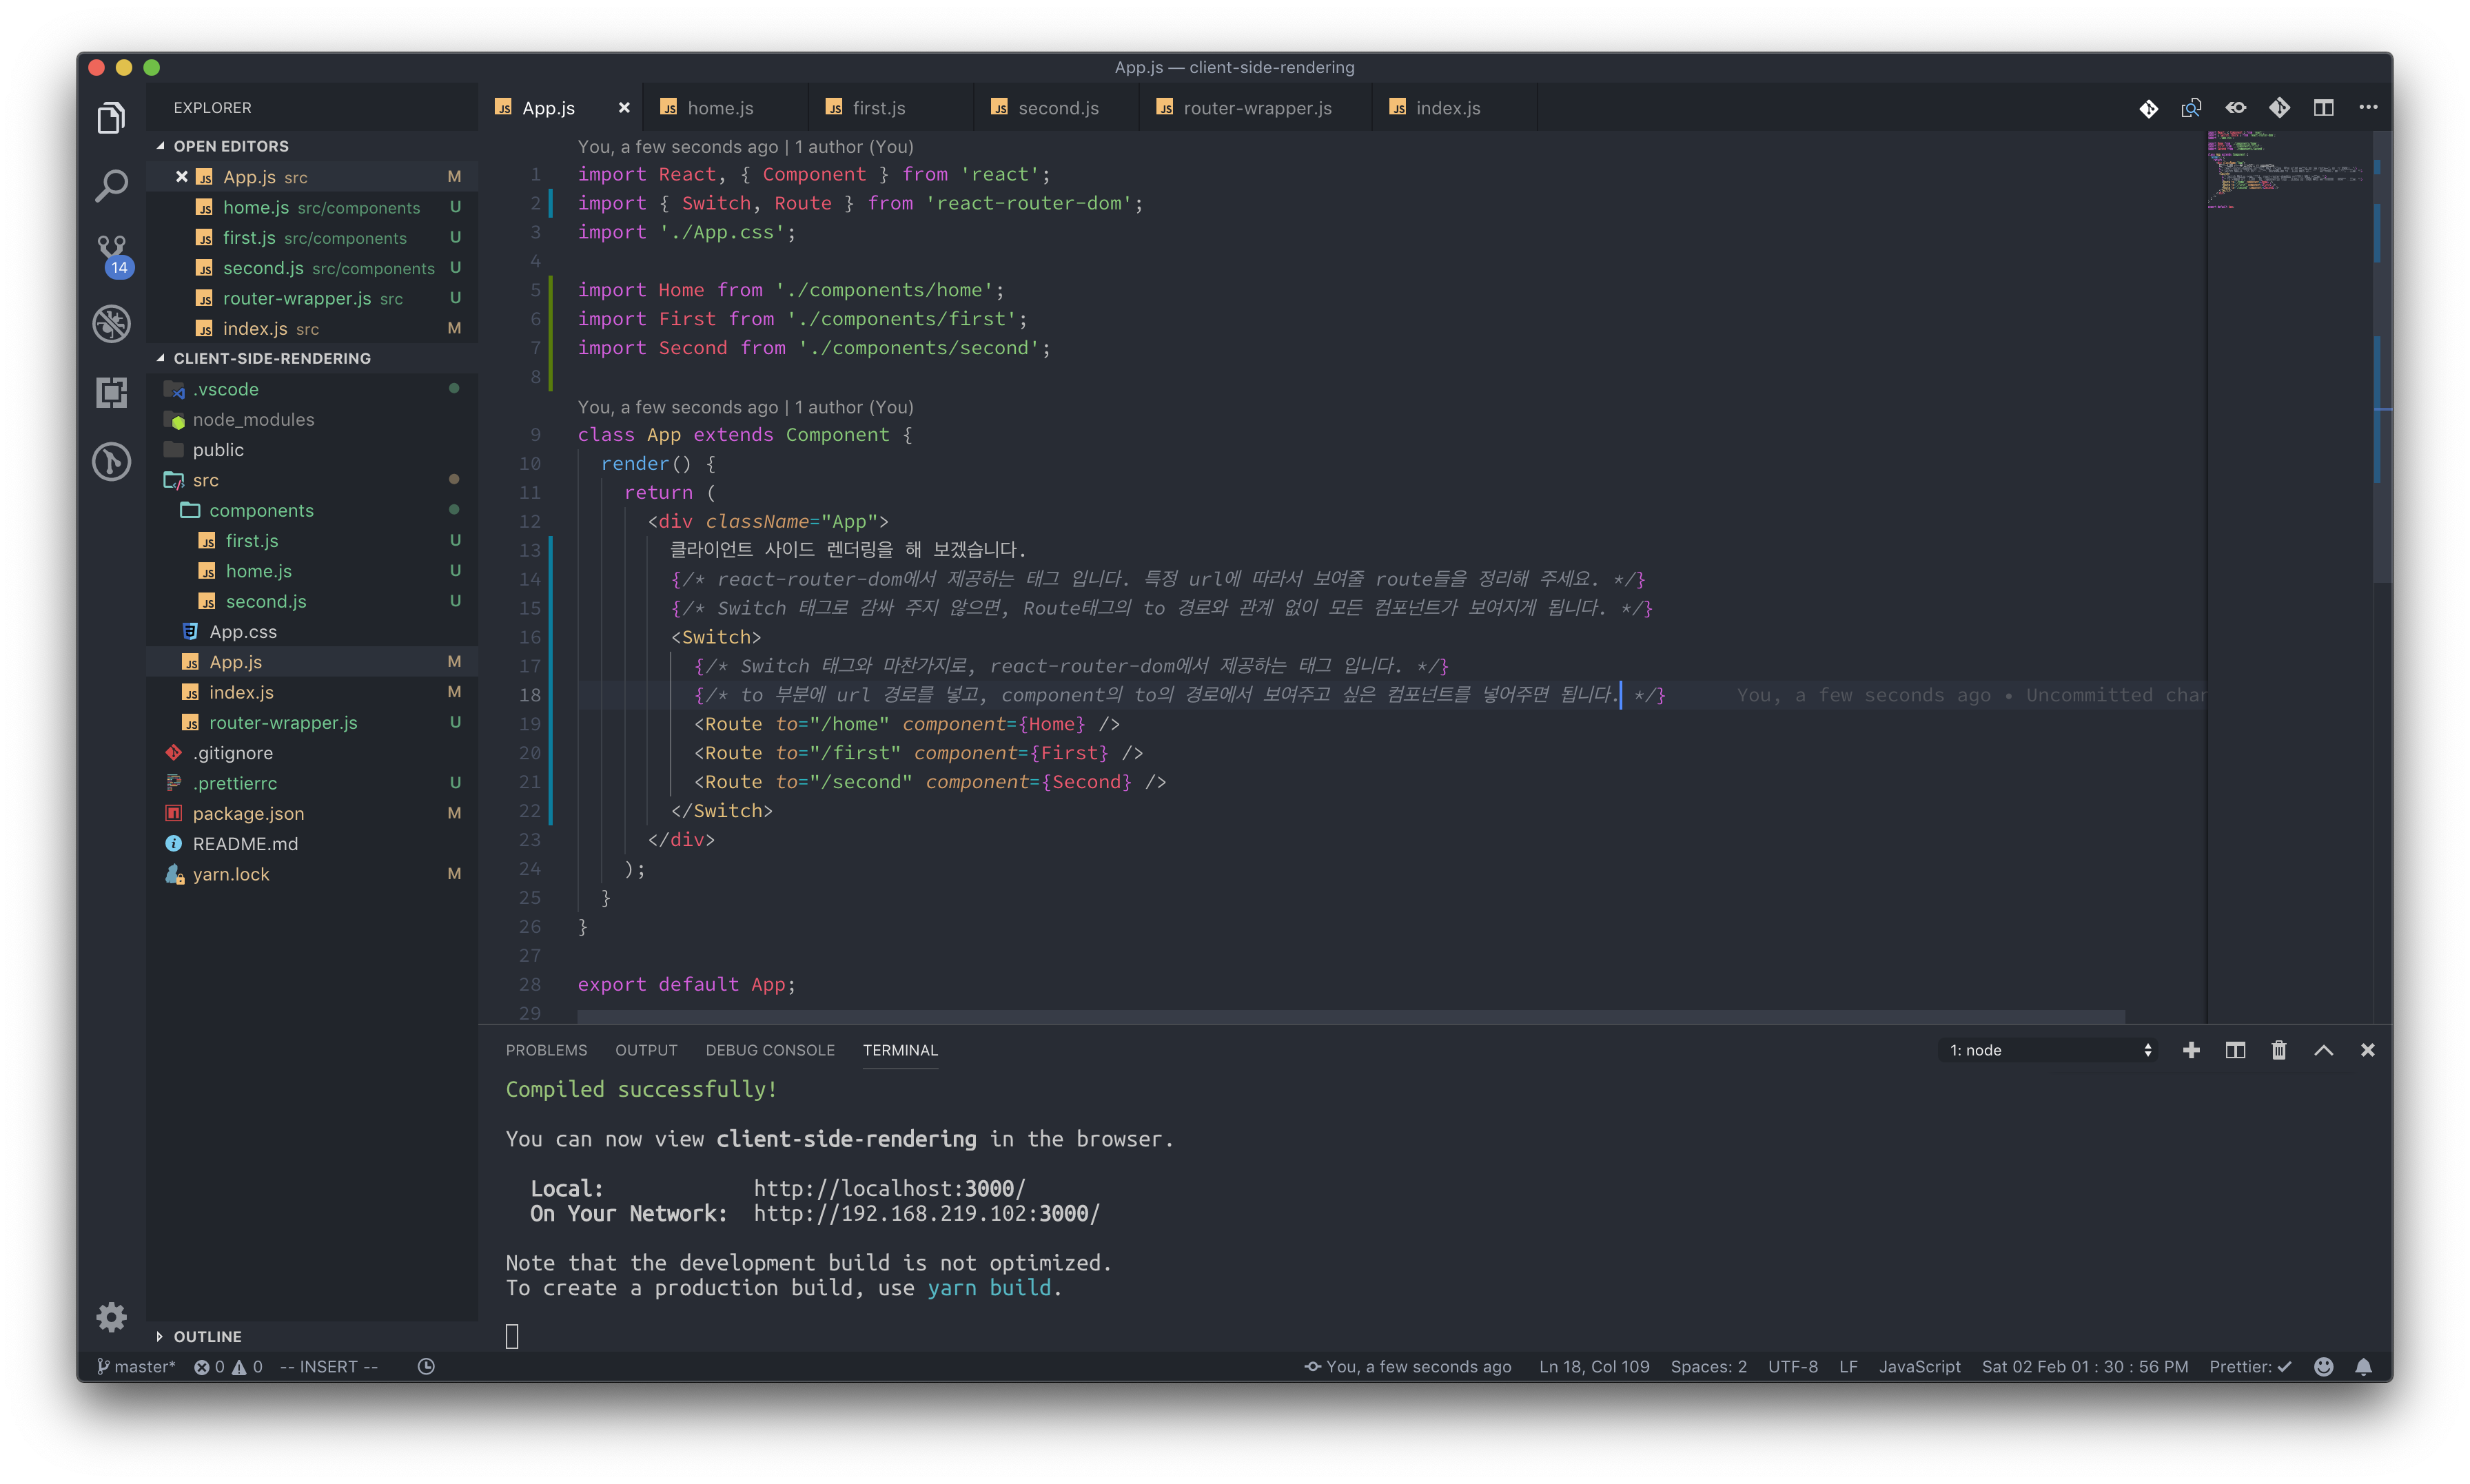 App.js — client-side-rendering
EXPLORER
OPEN EDITORS
App.js src M
home.js src/components U
first.js src/components U
second.js src/components U
router-wrapper.js src U
index.js src M
CLIENT-SIDE-RENDERING
.vscode
node_modules
public
src
components
first.js U
home.js U
second.js U
App.css
App.js M
index.js M
router-wrapper.js U
.gitignore
.prettierrc U
package.json M
README.md
yarn.lock M
OUTLINE
14
App.js home.js first.js second.js router-wrapper.js index.js
You, a few seconds ago | 1 author (You)
1 import React, { Component } from 'react';
2 import { Switch, Route } from 'react-router-dom';
3 import './App.css';
4
5 import Home from './components/home';
6 import First from './components/first';
7 import Second from './components/second';
8
You, a few seconds ago | 1 author (You)
9 class App extends Component {
10 render() {
11 return (
12 <div className="App">
13 클라이언트 사이드 렌더링을 해 보겠습니다.
14 {/* react-router-dom에서 제공하는 태그 입니다. 특정 url에 따라서 보여줄 route들을 정리해 주세요. */}
15 {/* Switch 태그로 감싸 주지 않으면, Route태그의 to 경로와 관계 없이 모든 컴포넌트가 보여지게 됩니다. */}
16 <Switch>
17 {/* Switch 태그와 마찬가지로, react-router-dom에서 제공하는 태그 입니다. */}
18 {/* to 부분에 url 경로를 넣고, component의 to의 경로에서 보여주고 싶은 컴포넌트를 넣어주면 됩니다. */} You, a few seconds ago • Uncommitted char
19 <Route to="/home" component={Home} />
20 <Route to="/first" component={First} />
21 <Route to="/second" component={Second} />
22 </Switch>
23 </div>
24 );
25 }
26 }
27
28 export default App;
29
PROBLEMS OUTPUT DEBUG CONSOLE TERMINAL 1: node
Compiled successfully!
You can now view client-side-rendering in the browser.
Local: http://localhost:3000/
On Your Network: http://192.168.219.102:3000/
Note that the development build is not optimized.
To create a production build, use yarn build.
master* 0 0 -- INSERT -- You, a few seconds ago Ln 18, Col 109 Spaces: 2 UTF-8 LF JavaScript Sat 02 Feb 01 : 30 : 56 PM Prettier: ✓